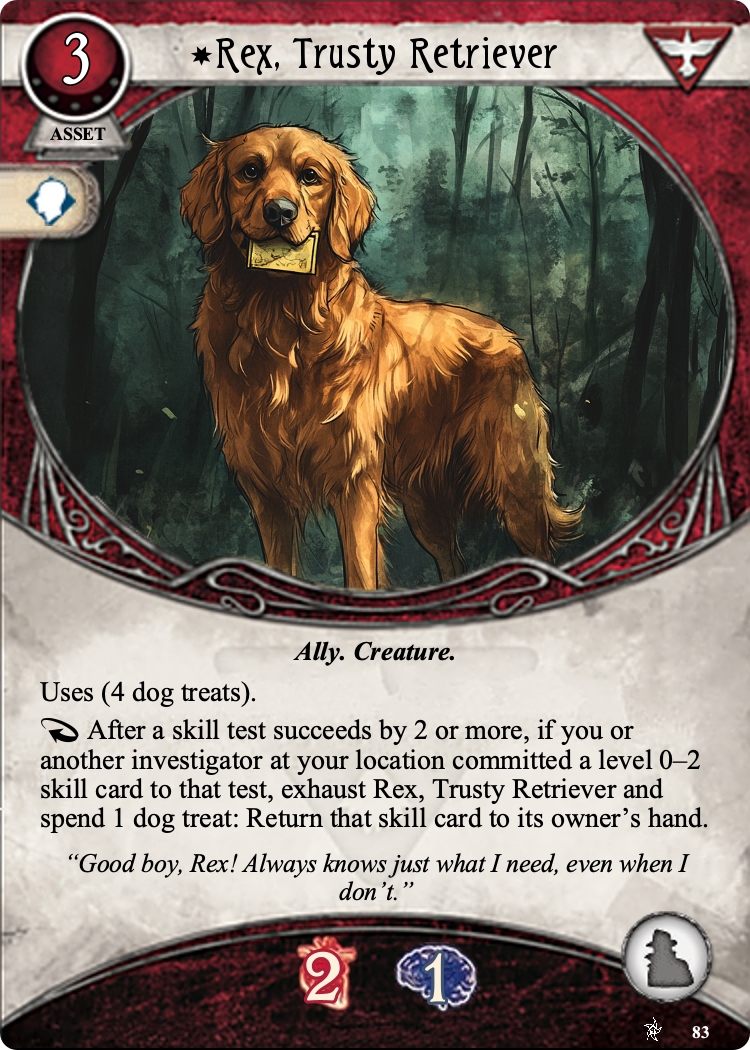 3
Rex, Trusty Retriever
ASSET
Ally. Creature.
Uses (4 dog treats).
After a skill test succeeds by 2 or more, if you or
another investigator at your location committed a level 0–2
skill card to that test, exhaust Rex, Trusty Retriever and
spend 1 dog treat: Return that skill card to its owner’s hand.
“Good boy, Rex! Always knows just what I need, even when I
don’t.”
2 1
83